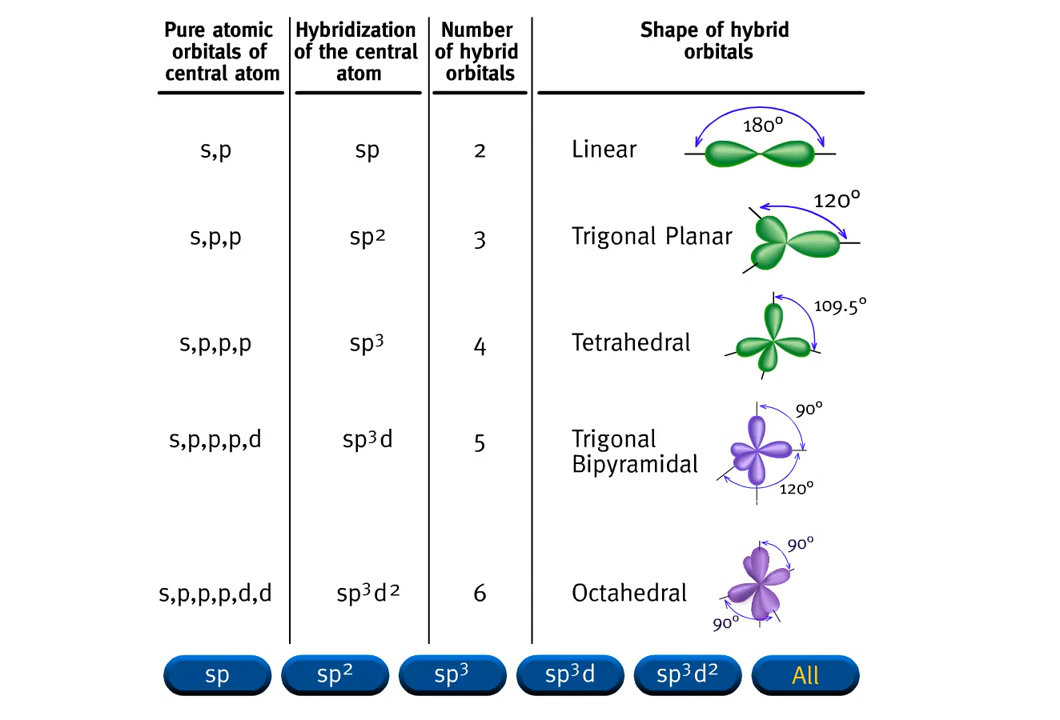 Pure atomic orbitals of central atom
Hybridization of the central atom
Number of hybrid orbitals
Shape of hybrid orbitals
s,p
sp
2
Linear
180°
s,p,p
sp²
3
Trigonal Planar
120°
s,p,p,p
sp³
4
Tetrahedral
109.5°
s,p,p,p,d
sp³d
5
Trigonal
Bipyramidal
90°
120°
s,p,p,p,d,d
sp³d²
6
Octahedral
90°
90°
sp
sp²
sp³
sp³d
sp³d²
All